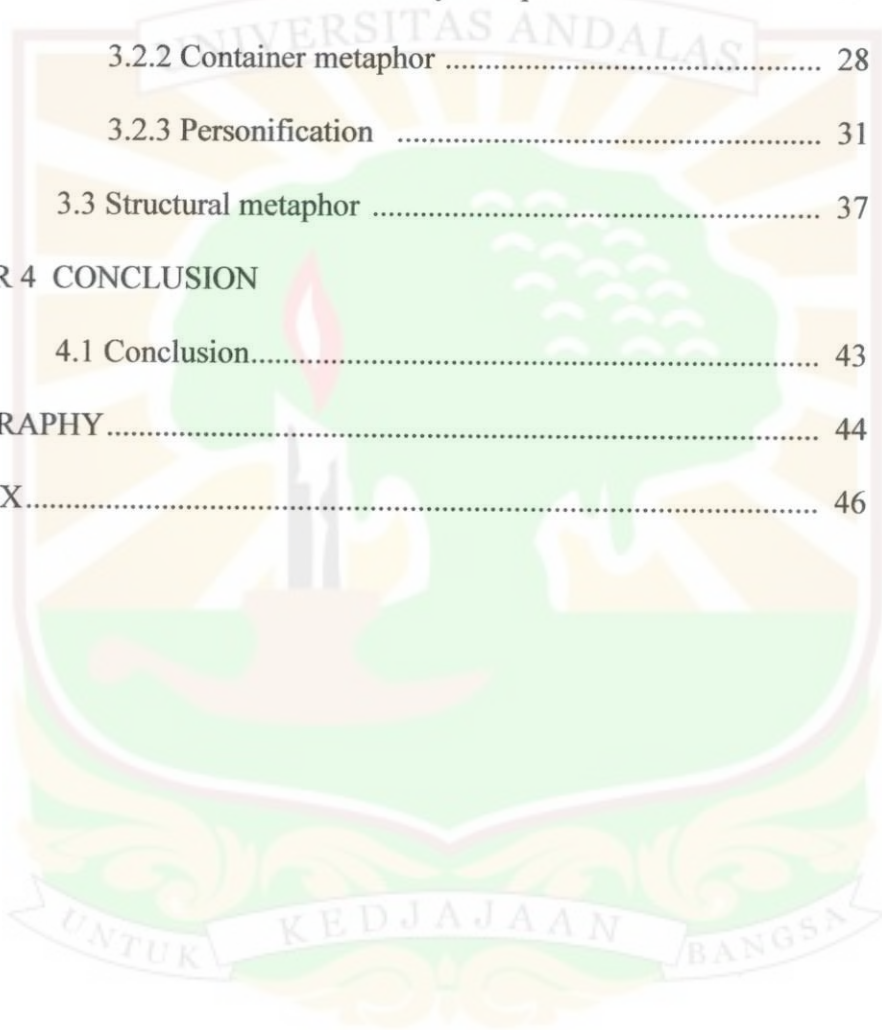 UNIVERSITAS ANDALAS
3.2.2 Container metaphor ............................................... 28
3.2.3 Personification ..................................................... 31
3.3 Structural metaphor ........................................................ 37
R 4 CONCLUSION
4.1 Conclusion....................................................................... 43
RAPHY......................................................................................... 44
X................................................................................................... 46
UNTUK KEDJAJAAN BANGSA